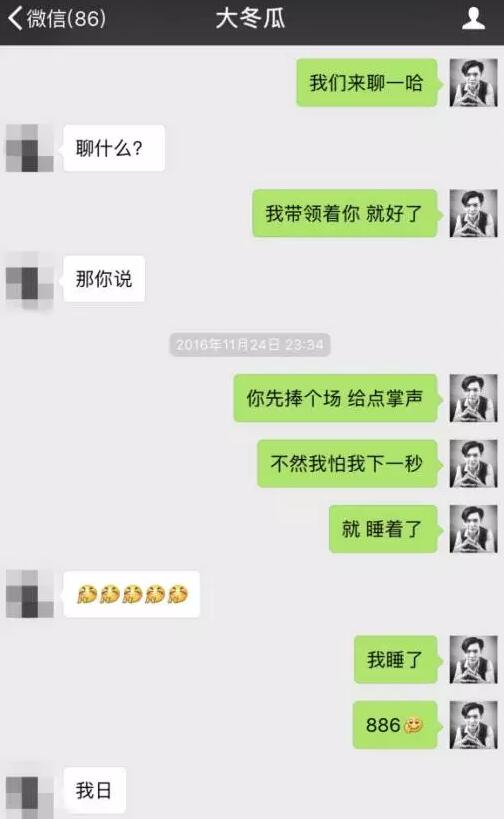 微信(86)
大冬瓜
我们来聊一哈
聊什么?
我带领着你 就好了
那你说
2016年11月24日 23:34
你先捧个场 给点掌声
不然我怕我下一秒
就 睡着了
我睡了
886
我日